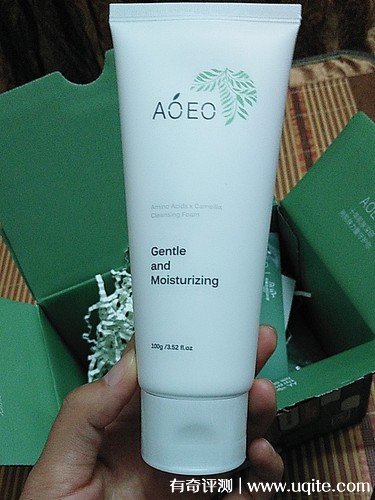 AÓEO
Amino Acids x Camellia
Cleansing Foam
Gentle
and
Moisturizing
100g /3.52 fl.oz
有奇评测 | www.uqite.com